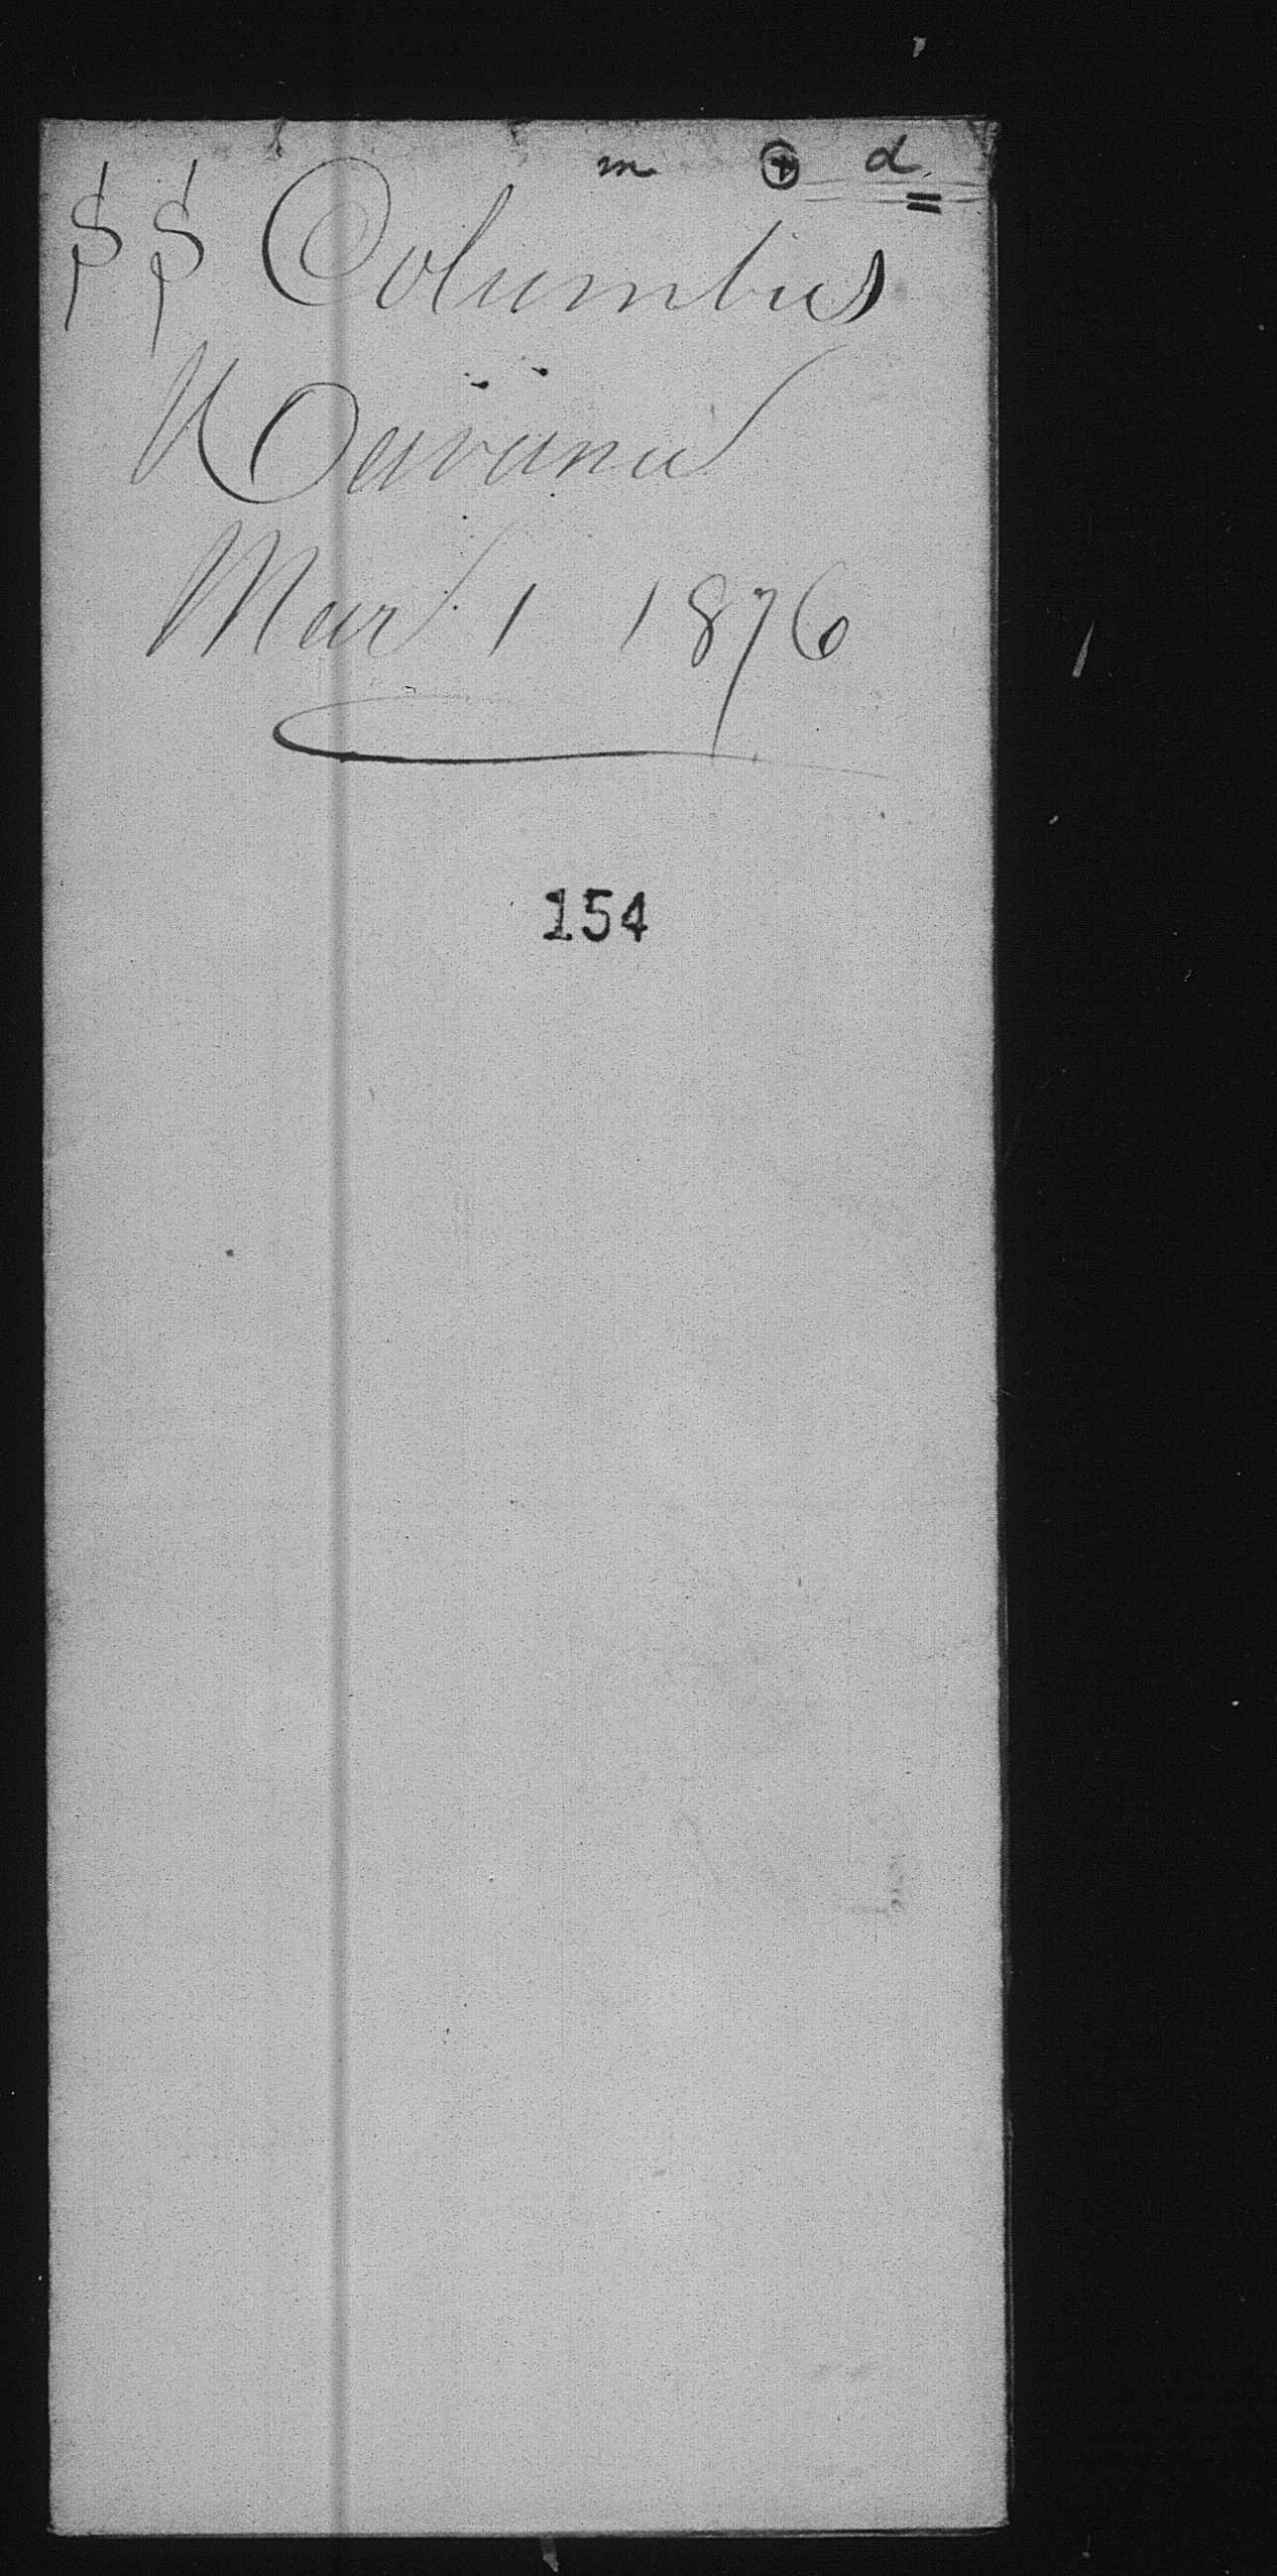 m ⊕ d.
SS Columbus
Havana
Mar 1 1876
154